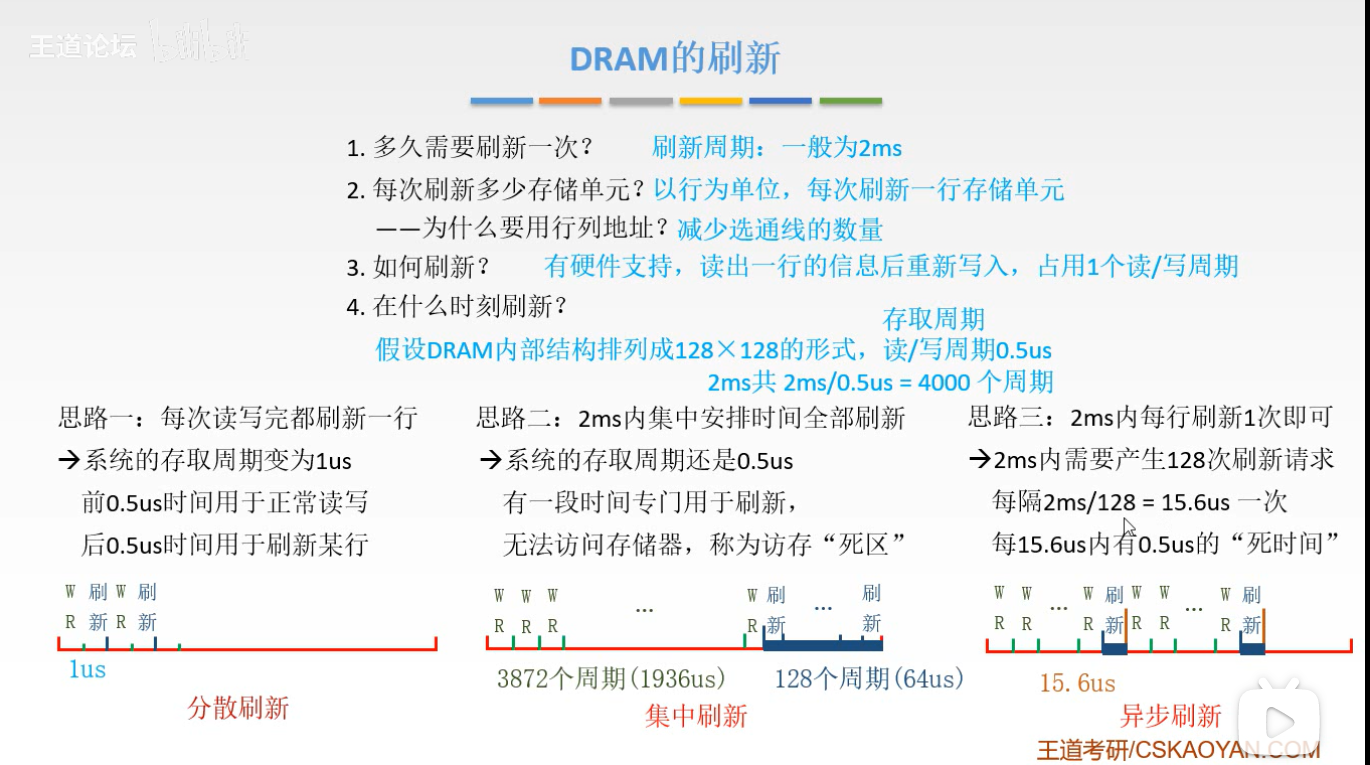 王道论坛
DRAM的刷新
1. 多久需要刷新一次？ 刷新周期：一般为2ms
2. 每次刷新多少存储单元？以行为单位，每次刷新一行存储单元
——为什么要用行列地址？减少选通线的数量
3. 如何刷新？ 有硬件支持，读出一行的信息后重新写入，占用1个读/写周期
4. 在什么时刻刷新？
存取周期
假设DRAM内部结构排列成128×128的形式，读/写周期0.5us
2ms共 2ms/0.5us = 4000 个周期
思路一：每次读写完都刷新一行
→系统的存取周期变为1us
前0.5us时间用于正常读写
后0.5us时间用于刷新某行
W 刷 W 刷
R 新 R 新
1us
分散刷新
思路二：2ms内集中安排时间全部刷新
→系统的存取周期还是0.5us
有一段时间专门用于刷新，
无法访问存储器，称为访存“死区”
W W W ... W 刷 ... 刷
R R R R 新 新
3872个周期(1936us) 128个周期(64us)
集中刷新
思路三：2ms内每行刷新1次即可
→2ms内需要产生128次刷新请求
每隔2ms/128 = 15.6us 一次
每15.6us内有0.5us的“死时间”
W W ... W 刷 W W ... W 刷
R R R 新 R R R 新
15.6us
异步刷新
王道考研/CSKAOYAN.COM